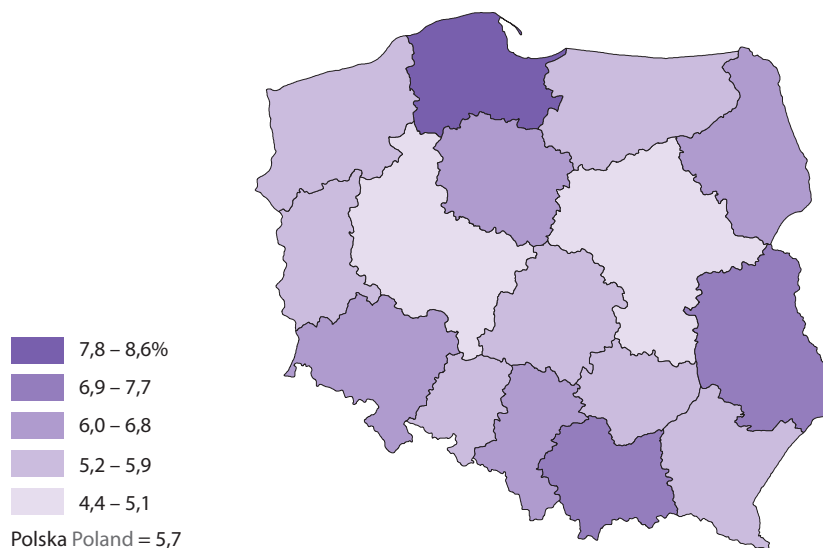 7,8 – 8,6%
6,9 – 7,7
6,0 – 6,8
5,2 – 5,9
4,4 – 5,1
Polska Poland = 5,7